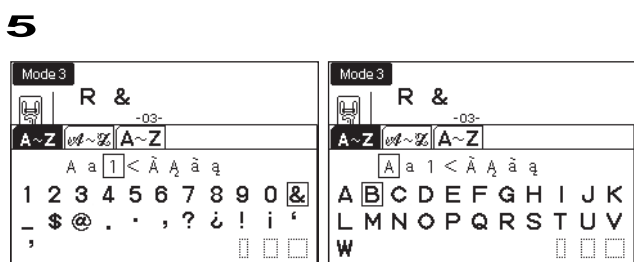 5
Mode 3
R &
-03-
A~Z 𝒜~𝒵 A~Z
A a 1 < À Ą à ą
1 2 3 4 5 6 7 8 9 0 &
_ $ @ . · , ? ¿ ! ¡ ‘
’
Mode 3
R &
-03-
A~Z 𝒜~𝒵 A~Z
A a 1 < À Ą à ą
A B C D E F G H I J K
L M N O P Q R S T U V
W